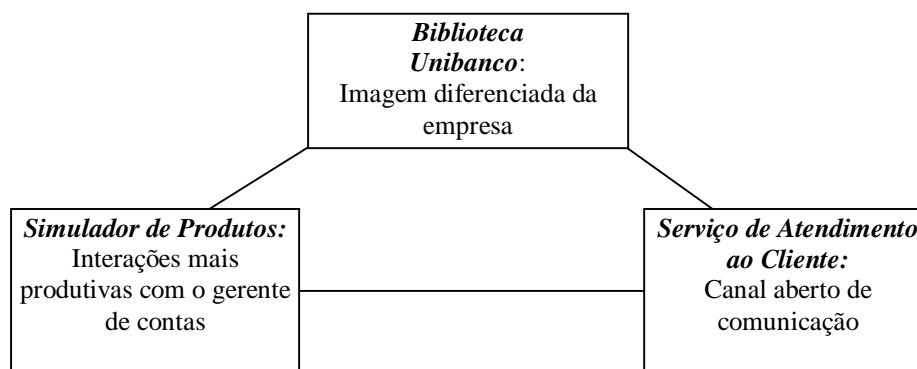 Biblioteca
Unibanco:
Imagem diferenciada da
empresa
Simulador de Produtos:
Interações mais
produtivas com o gerente
de contas
Serviço de Atendimento
ao Cliente:
Canal aberto de
comunicação